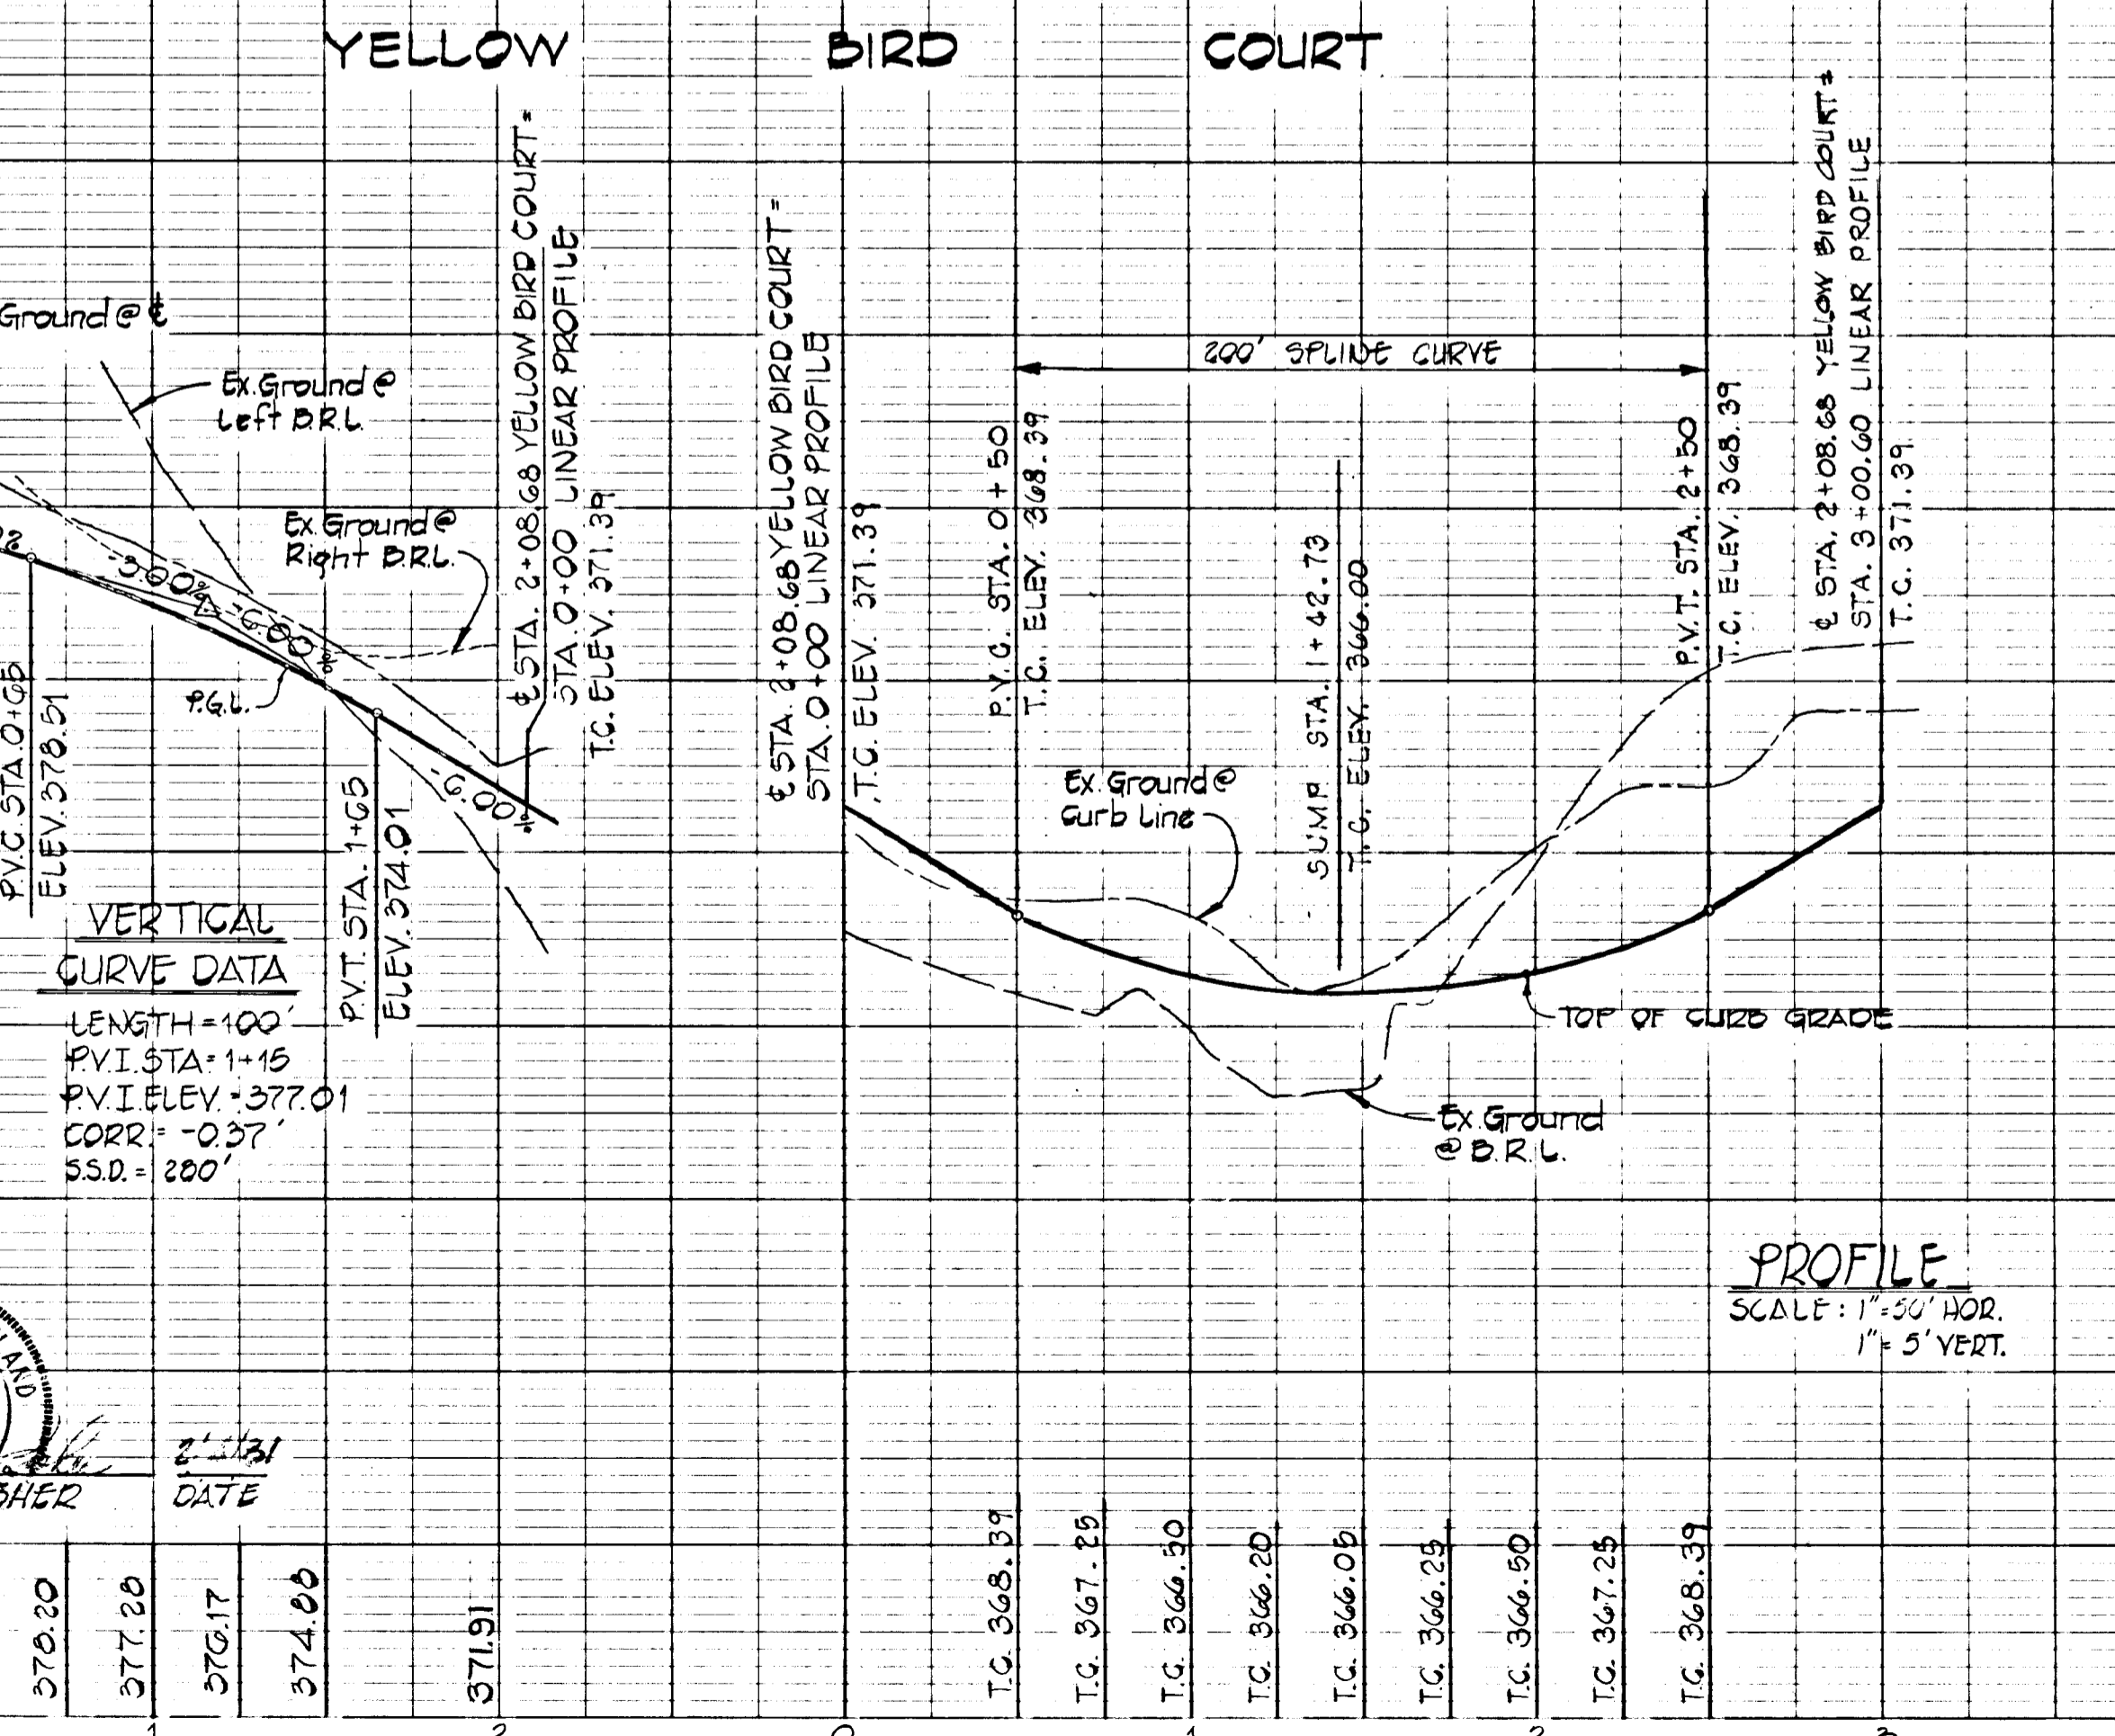 YELLOW BIRD COURT
Ground @ ℄
Ex. Ground @
Left B.R.L.
Ex. Ground @
Right B.R.L.
-3.00%
-6.00%
P.G.L.
-6.00%
P.V.C. STA. 0+65
ELEV. 378.51
P.V.T. STA. 1+65
ELEV. 374.01
℄ STA. 2+08.68 YELLOW BIRD COURT =
STA. 0+00 LINEAR PROFILE
T.C. ELEV. 371.39
VERTICAL
CURVE DATA
LENGTH = 100'
P.V.I. STA = 1+15
P.V.I. ELEV. = 377.01
CORR. = -0.37'
S.S.D. = 280'
℄ STA. 2+08.68 YELLOW BIRD COURT =
STA. 0+00 LINEAR PROFILE
T.C. ELEV. 371.39
P.V.C. STA. 0+50
T.C. ELEV. 368.39
200' SPLINE CURVE
SUMP STA. 1+42.73
T.C. ELEV. 366.00
P.V.T. STA. 2+50
T.C. ELEV. 368.39
℄ STA. 2+08.68 YELLOW BIRD COURT =
STA. 3+00.60 LINEAR PROFILE
T.C. 371.39
Ex. Ground @
Curb Line
TOP OF CURB GRADE
Ex. Ground
@ B.R.L.
PROFILE
SCALE: 1"=50' HOR.
1"= 5' VERT.
DATE
378.20
377.28
376.17
374.88
371.91
T.C. 368.39
T.C. 367.25
T.C. 366.50
T.C. 366.20
T.C. 366.05
T.C. 366.25
T.C. 366.50
T.C. 367.25
T.C. 368.39
1 2 0 1 2 3